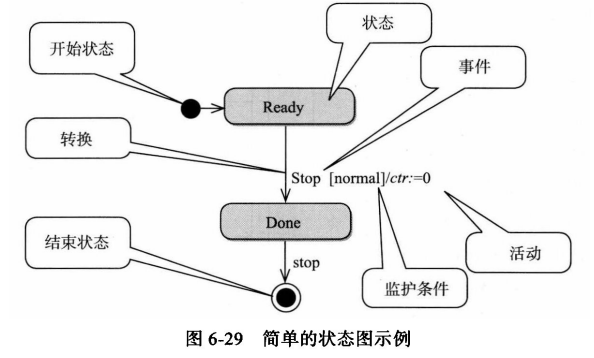 状态
开始状态
事件
Ready
转换
Stop [normal]/ctr:=0
Done
结束状态
活动
stop
监护条件
图 6-29 简单的状态图示例